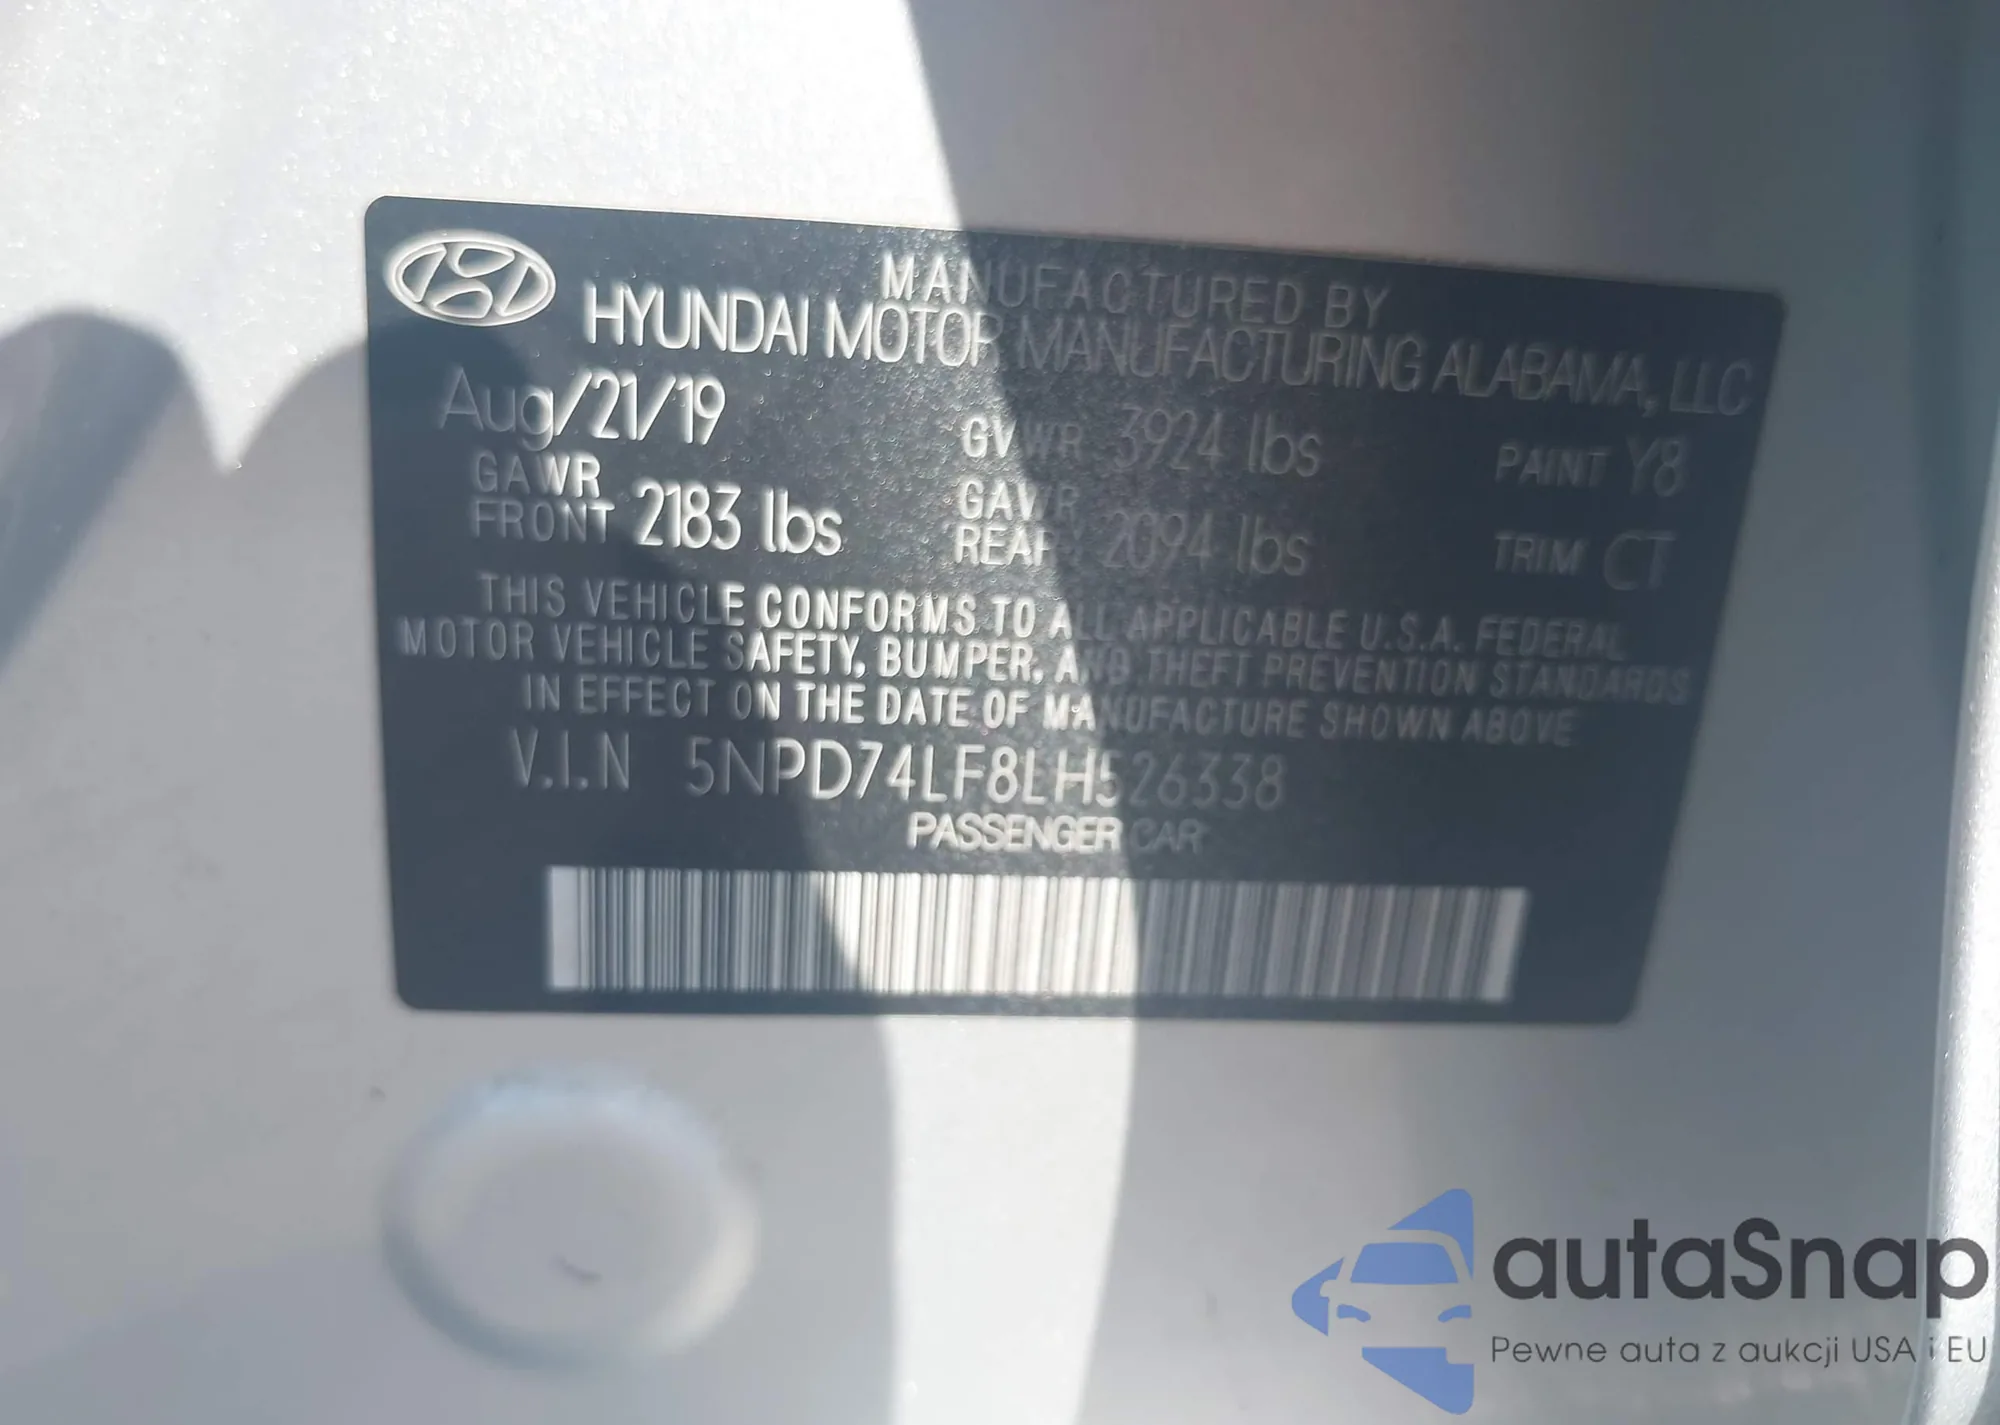 MANUFACTURED BY
HYUNDAI MOTOR MANUFACTURING ALABAMA, LLC
Aug/21/19 GVWR 3924 lbs PAINT Y8
GAWR FRONT 2183 lbs GAWR REAR 2094 lbs TRIM CT
THIS VEHICLE CONFORMS TO ALL APPLICABLE U.S.A. FEDERAL
MOTOR VEHICLE SAFETY, BUMPER, AND THEFT PREVENTION STANDARDS
IN EFFECT ON THE DATE OF MANUFACTURE SHOWN ABOVE
V.I.N 5NPD74LF8LH526338
PASSENGER CAR
autaSnap
Pewne auta z aukcji USA i EU